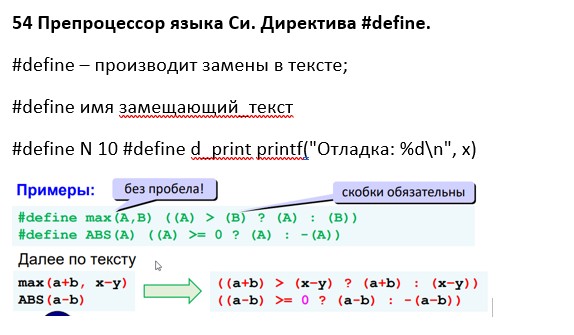 54 Препроцессор языка Си. Директива #define.
#define – производит замены в тексте;
#define имя замещающий_текст
#define N 10 #define d_print printf("Отладка: %d\n", x)
Примеры:
без пробела!
скобки обязательны
#define max(A,B) ((A) > (B) ? (A) : (B))
#define ABS(A) ((A) >= 0 ? (A) : -(A))
Далее по тексту
max(a+b, x-y)
ABS(a-b)
((a+b) > (x-y) ? (a+b) : (x-y))
((a-b) >= 0 ? (a-b) : -(a-b))